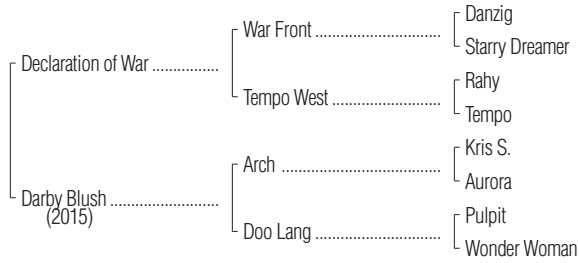 Danzig
War Front ..................................
Starry Dreamer
Declaration of War ..................
Rahy
Tempo West ..............................
Tempo
Kris S.
Arch .......................................
Aurora
Darby Blush ............................
(2015)
Pulpit
Doo Lang ..................................
Wonder Woman